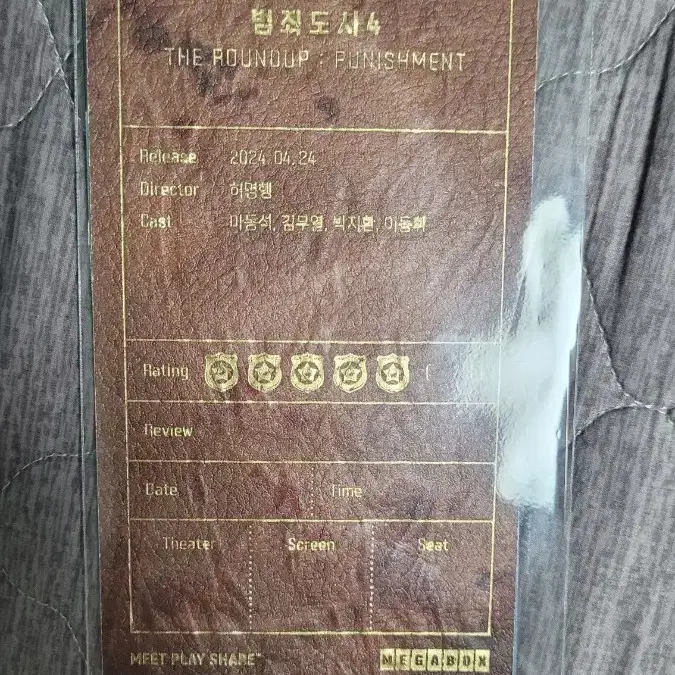 범죄도시4
THE ROUNDUP : PUNISHMENT
Release 2024.04.24
Director 허명행
Cast 마동석, 김무열, 박지환, 이동휘
Rating (
Review
Date Time
Theater Screen Seat
MEET PLAY SHARE™ MEGABOX